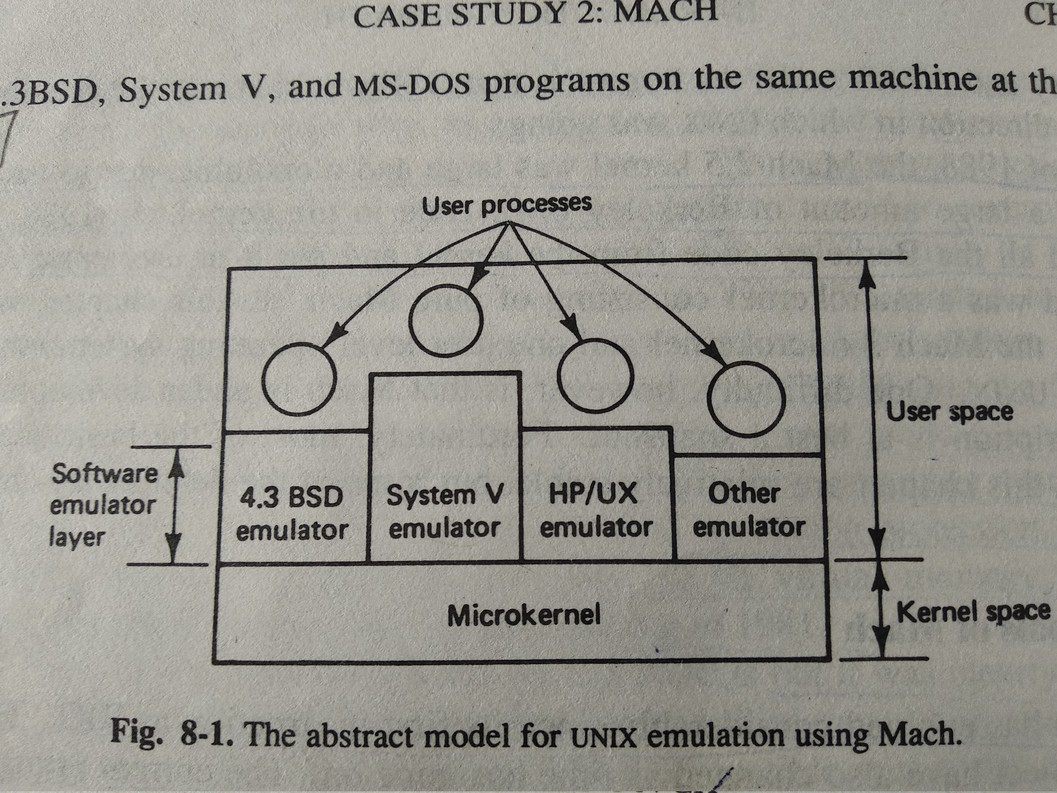 CASE STUDY 2: MACH
.3BSD, System V, and MS-DOS programs on the same machine at th
User processes
User space
Software
emulator
layer
4.3 BSD
emulator
System V
emulator
HP/UX
emulator
Other
emulator
Microkernel
Kernel space
Fig. 8-1. The abstract model for UNIX emulation using Mach.